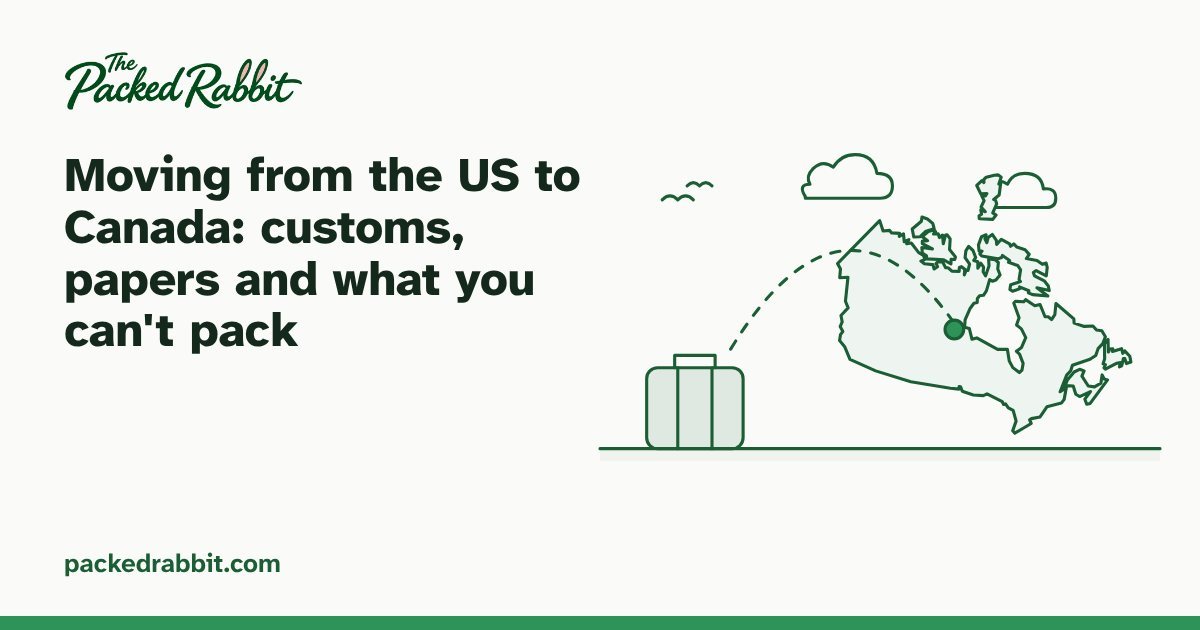 The
Packed Rabbit
Moving from the US to
Canada: customs,
papers and what you
can't pack
packedrabbit.com